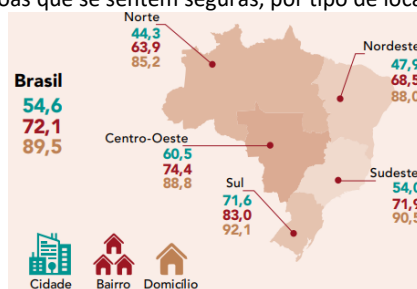 oas que se sentem seguras, por tipo de loca
Norte
44,3
63,9
85,2
Nordeste
47,9
68,5
88,0
Brasil
54,6
72,1
89,5
Centro-Oeste
60,5
74,4
88,8
Sudeste
54,0
71,9
90,5
Sul
71,6
83,0
92,1
Cidade Bairro Domicílio